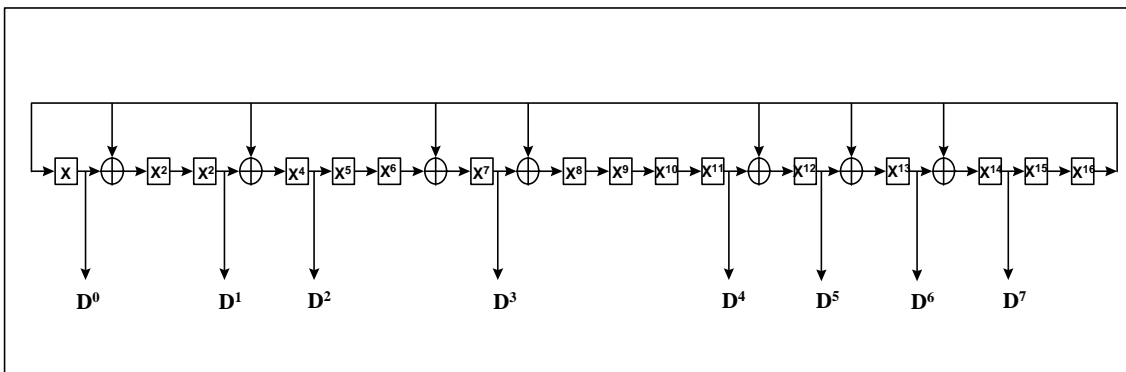 X X² X² X⁴ X⁵ X⁶ X⁷ X⁸ X⁹ X¹⁰ X¹¹ X¹² X¹³ X¹⁴ X¹⁵ X¹⁶
D⁰ D¹ D² D³ D⁴ D⁵ D⁶ D⁷